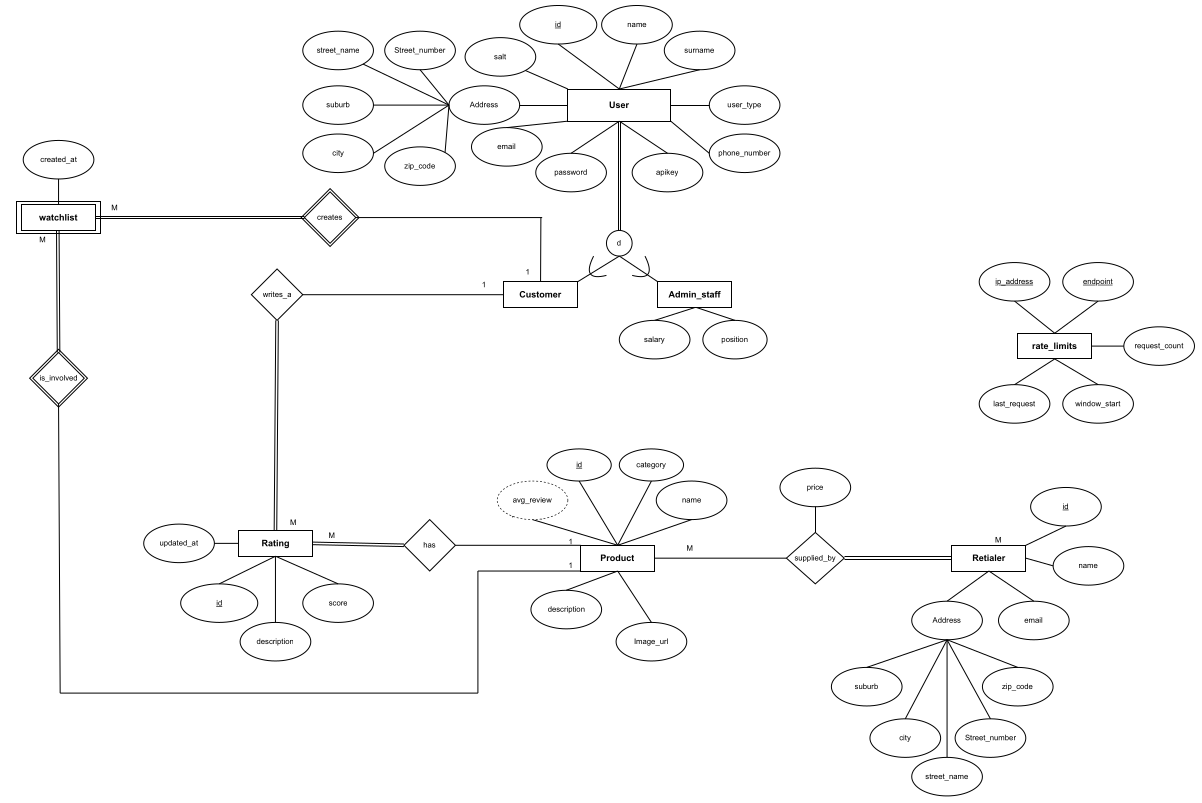 id
name
street_name
Street_number
surname
salt
suburb
Address
User
user_type
email
city
phone_number
created_at
zip_code
password
apikey
M
watchlist
creates
M
d
1
ip_address
endpoint
1
writes_a
Customer
Admin_staff
salary
position
rate_limits
request_count
is_involved
last_request
window_start
id
category
avg_review
name
price
id
M
M
M
updated_at
Rating
has
1
M
Product
supplied_by
Retialer
name
1
id
score
description
Address
email
description
Image_url
suburb
zip_code
city
Street_number
street_name